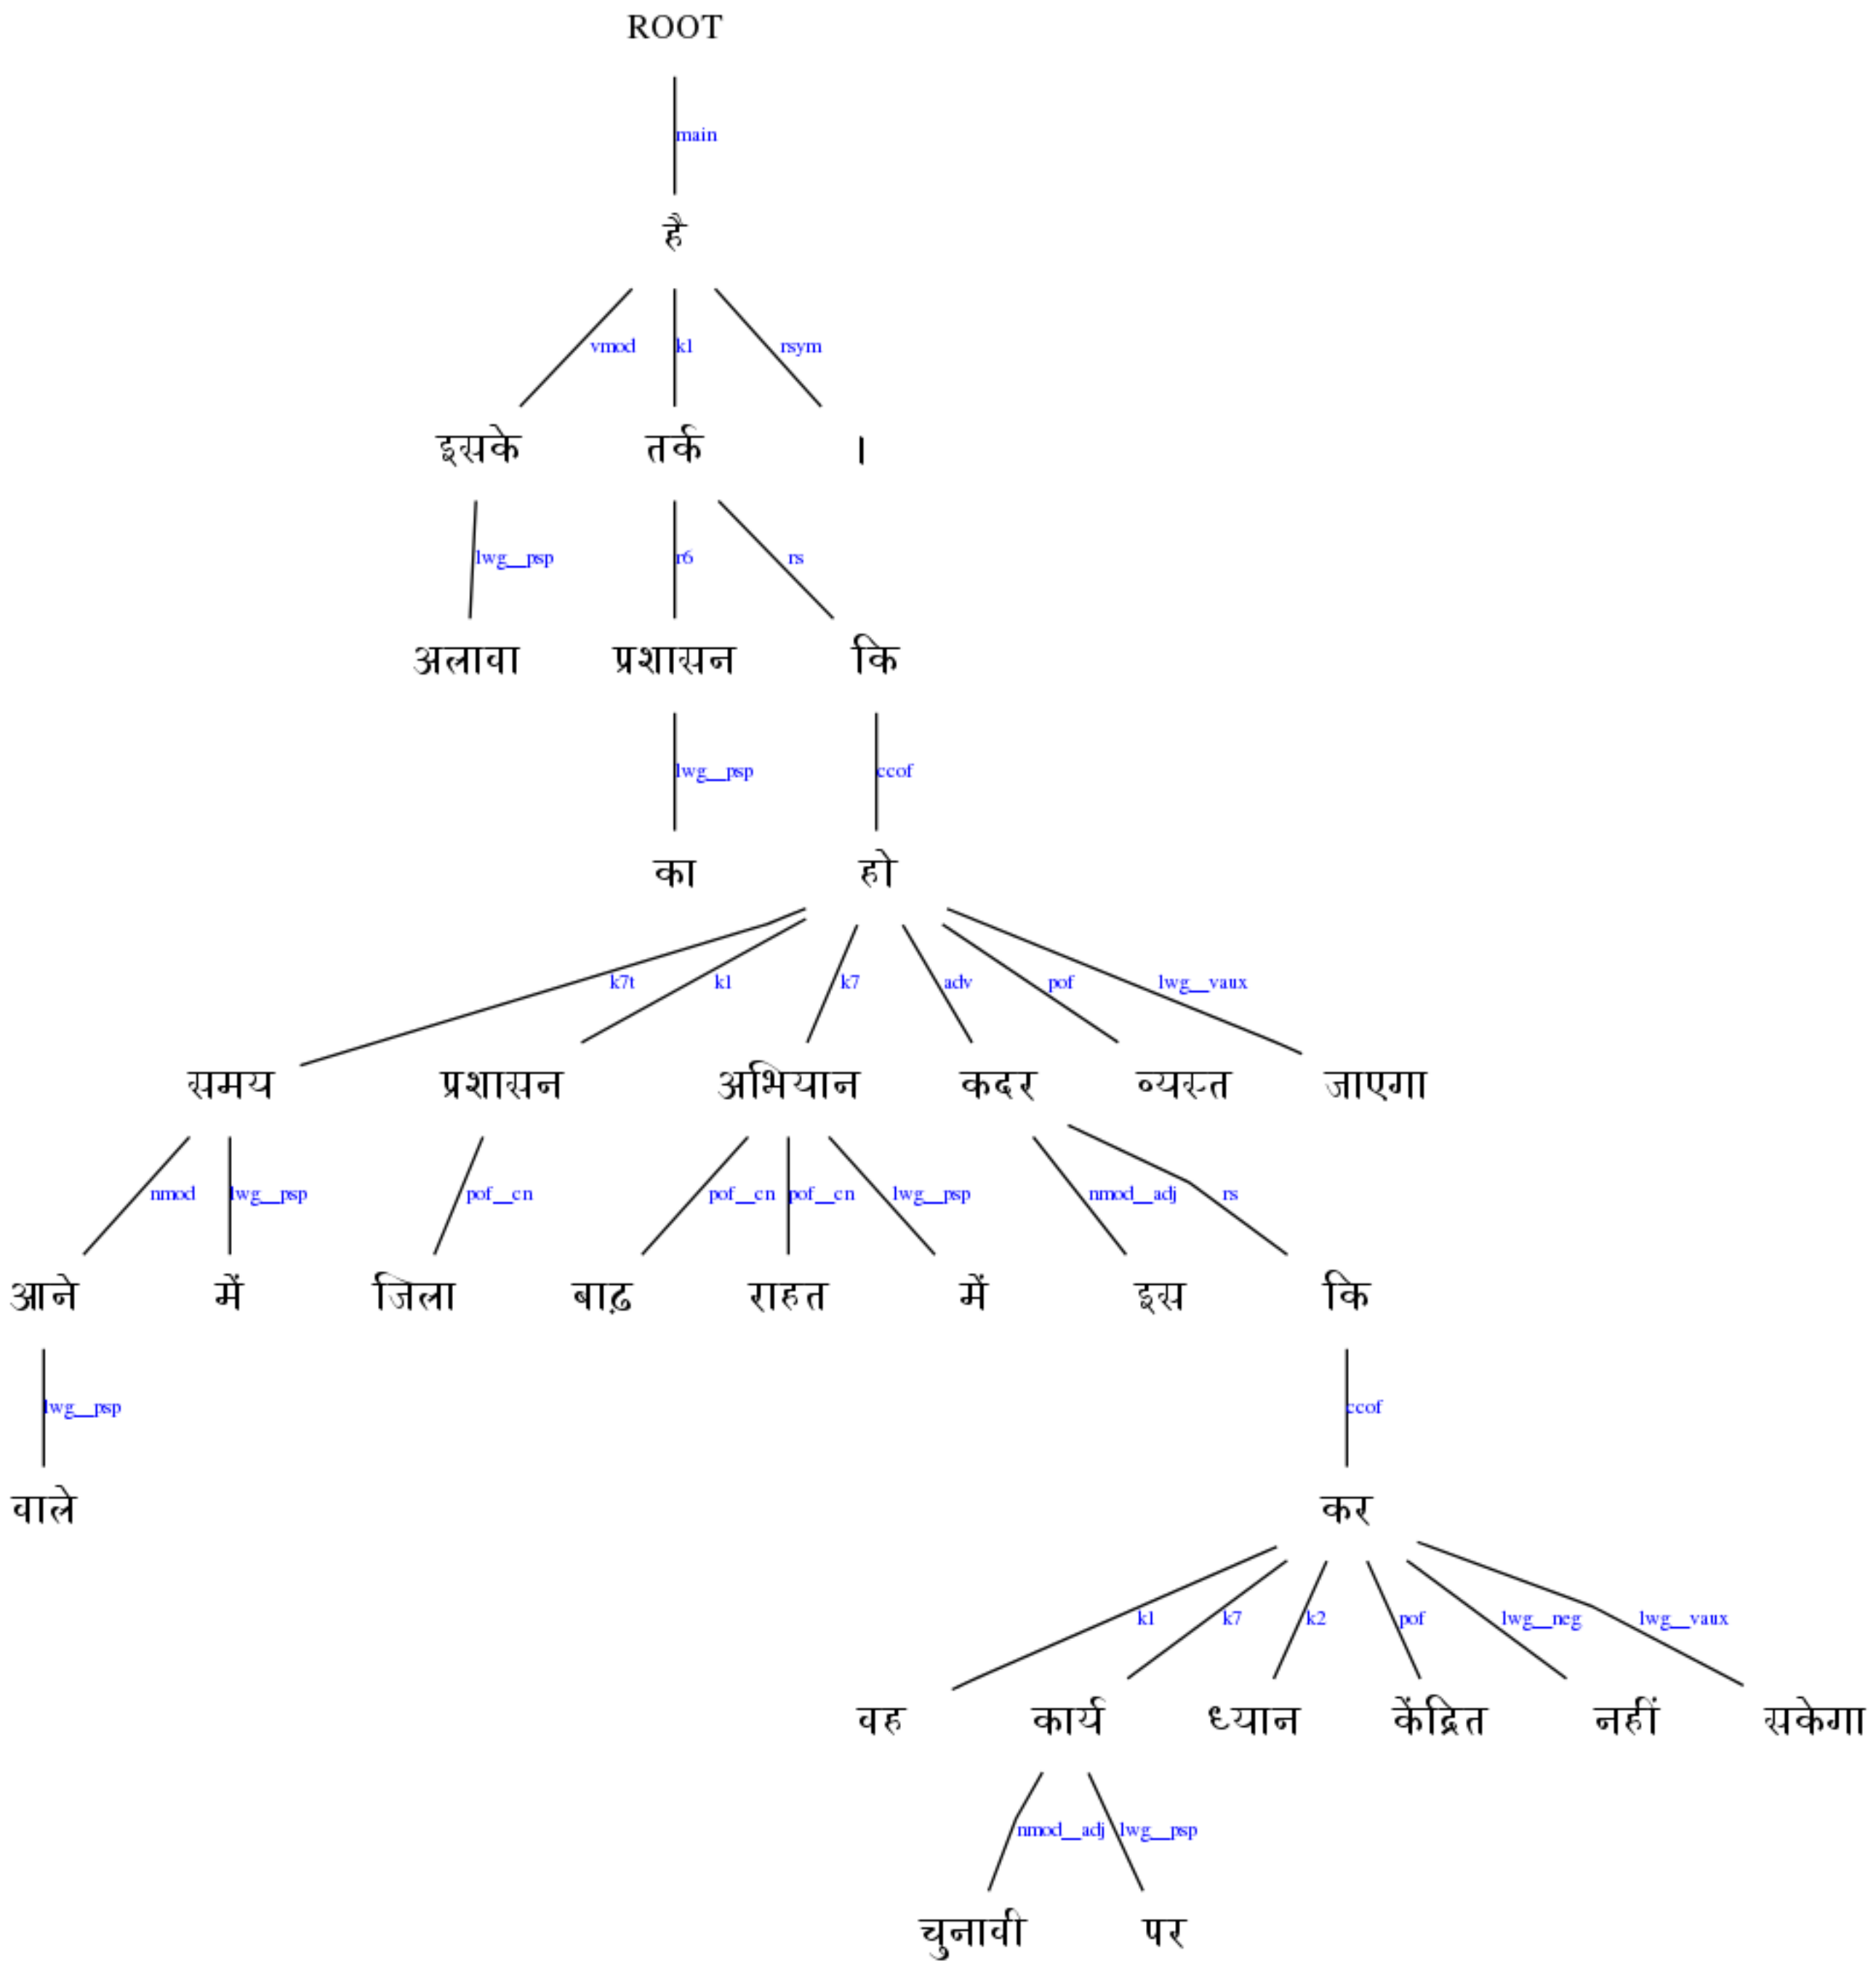 ROOT
main
है
vmod k1 rsym
इसके तर्क ।
lwg__psp r6 rs
अलावा प्रशासन कि
lwg__psp ccof
का हो
k7t k1 k7 adv pof lwg__vaux
समय प्रशासन अभियान कदर व्यस्त जाएगा
nmod lwg__psp pof__cn pof__cn pof__cn lwg__psp nmod__adj rs
आने में जिला बाढ़ राहत में इस कि
lwg__psp ccof
वाले कर
k1 k7 k2 pof lwg__neg lwg__vaux
वह कार्य ध्यान केंद्रित नहीं सकेगा
nmod__adj lwg__psp
चुनावी पर